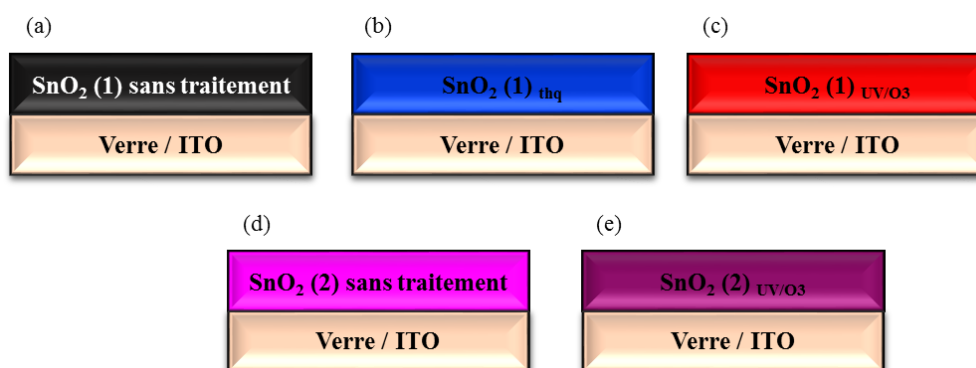 (a)
(b)
(c)
SnO₂ (1) sans traitement
SnO₂ (1) thq
SnO₂ (1) UV/O3
Verre / ITO
Verre / ITO
Verre / ITO
(d)
(e)
SnO₂ (2) sans traitement
SnO₂ (2) UV/O3
Verre / ITO
Verre / ITO